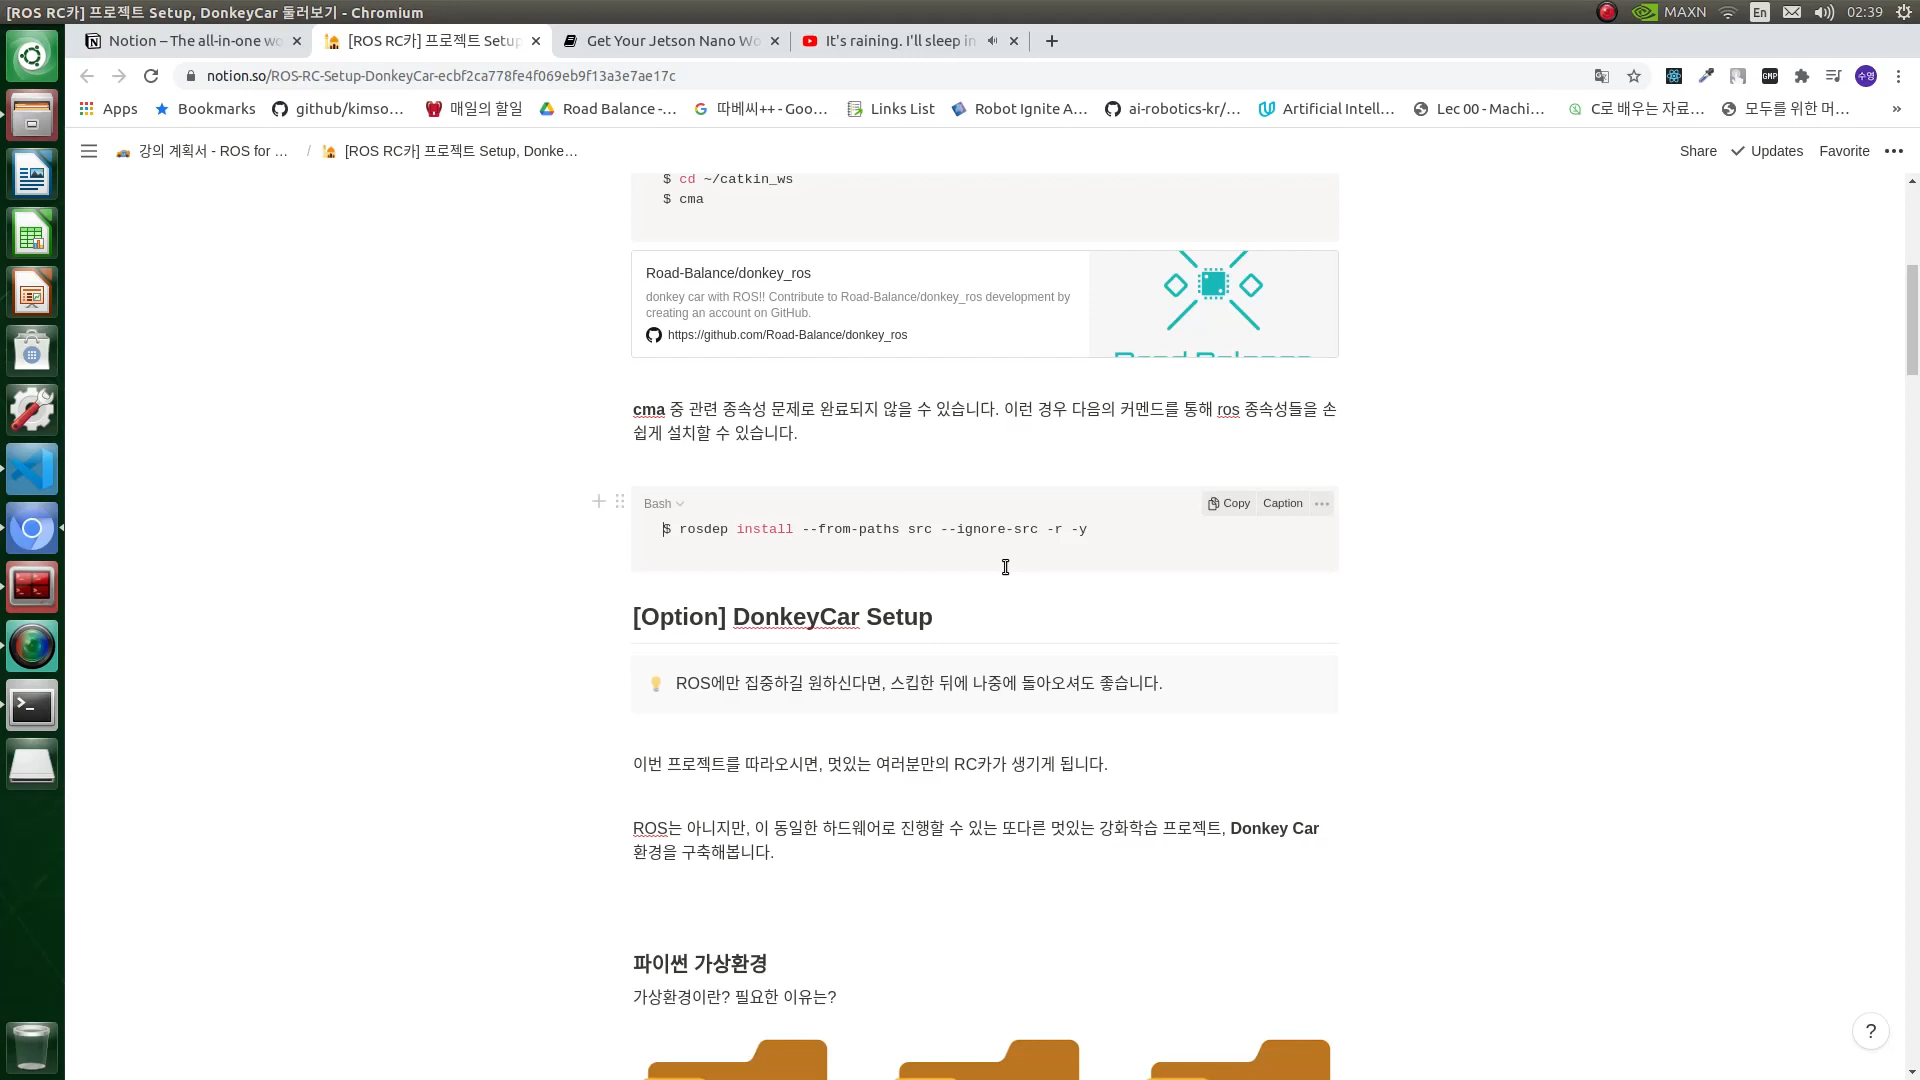 [ROS RC카] 프로젝트 Setup, DonkeyCar 둘러보기 - Chromium
MAXN En 02:39
Notion – The all-in-one wo
[ROS RC카] 프로젝트 Setup
Get Your Jetson Nano Wo
It's raining. I'll sleep in
notion.so/ROS-RC-Setup-DonkeyCar-ecbf2ca778fe4f069eb9f13a3e7ae17c
GMP 수영
Apps Bookmarks github/kimso... 매일의 할일 Road Balance -... 따베씨++ - Goo... Links List Robot Ignite A... ai-robotics-kr/... Artificial Intell... Lec 00 - Machi... C로 배우는 자료... 모두를 위한 머... »
강의 계획서 - ROS for ... / [ROS RC카] 프로젝트 Setup, Donke...
Share Updates Favorite
$ cd ~/catkin_ws
$ cma
Road-Balance/donkey_ros
donkey car with ROS!! Contribute to Road-Balance/donkey_ros development by
creating an account on GitHub.
https://github.com/Road-Balance/donkey_ros
cma 중 관련 종속성 문제로 완료되지 않을 수 있습니다. 이런 경우 다음의 커멘드를 통해 ros 종속성들을 손
쉽게 설치할 수 있습니다.
Bash
Copy Caption
$ rosdep install --from-paths src --ignore-src -r -y
[Option] DonkeyCar Setup
ROS에만 집중하길 원하신다면, 스킵한 뒤에 나중에 돌아오셔도 좋습니다.
이번 프로젝트를 따라오시면, 멋있는 여러분만의 RC카가 생기게 됩니다.
ROS는 아니지만, 이 동일한 하드웨어로 진행할 수 있는 또다른 멋있는 강화학습 프로젝트, Donkey Car
환경을 구축해봅니다.
파이썬 가상환경
가상환경이란? 필요한 이유는?
?